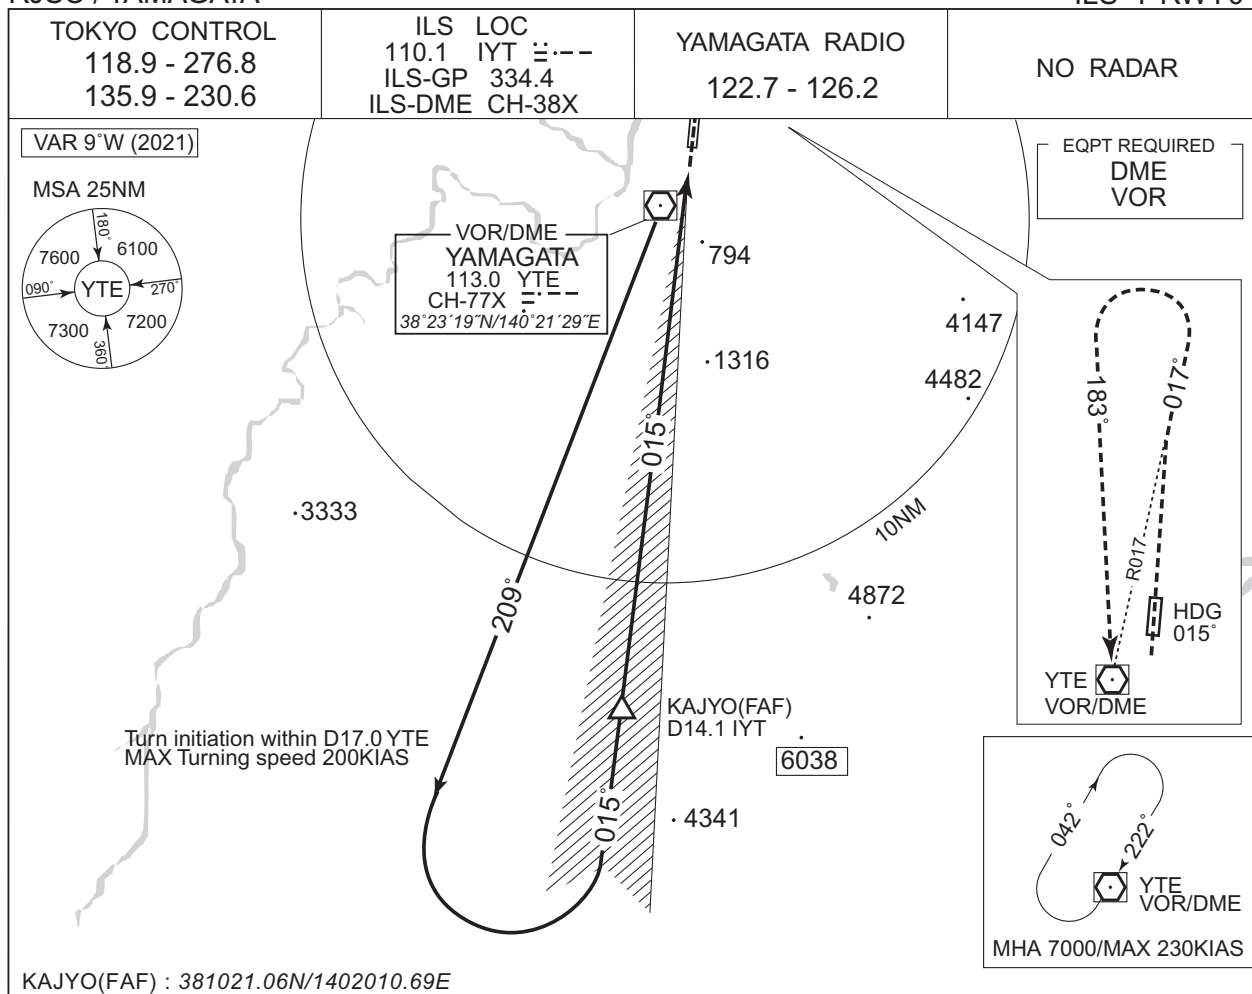 TOKYO CONTROL
118.9 - 276.8
135.9 - 230.6
ILS LOC
110.1 IYT
ILS-GP 334.4
ILS-DME CH-38X
YAMAGATA RADIO
122.7 - 126.2
NO RADAR
VAR 9˚W (2021)
MSA 25NM
180˚
7600
6100
090˚
YTE
270˚
7300
7200
360˚
VOR/DME
YAMAGATA
113.0 YTE
CH-77X
38˚23´19˝N/140˚21´29˝E
EQPT REQUIRED
DME
VOR
794
4147
1316
4482
3333
015˚
10NM
209˚
4872
183˚
017˚
R017
HDG
015˚
YTE
VOR/DME
KAJYO(FAF)
D14.1 IYT
6038
Turn initiation within D17.0 YTE
MAX Turning speed 200KIAS
015˚
4341
042˚
222˚
YTE
VOR/DME
MHA 7000/MAX 230KIAS
KAJYO(FAF) : 381021.06N/1402010.69E